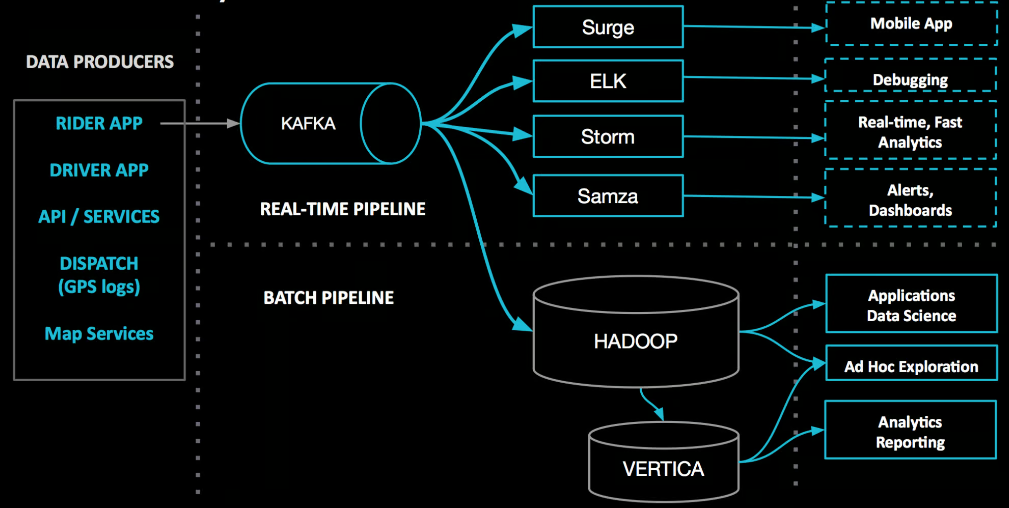 DATA PRODUCERS
RIDER APP
DRIVER APP
API / SERVICES
DISPATCH
(GPS logs)
Map Services
KAFKA
REAL-TIME PIPELINE
Surge
ELK
Storm
Samza
Mobile App
Debugging
Real-time, Fast
Analytics
Alerts,
Dashboards
BATCH PIPELINE
HADOOP
VERTICA
Applications
Data Science
Ad Hoc Exploration
Analytics
Reporting